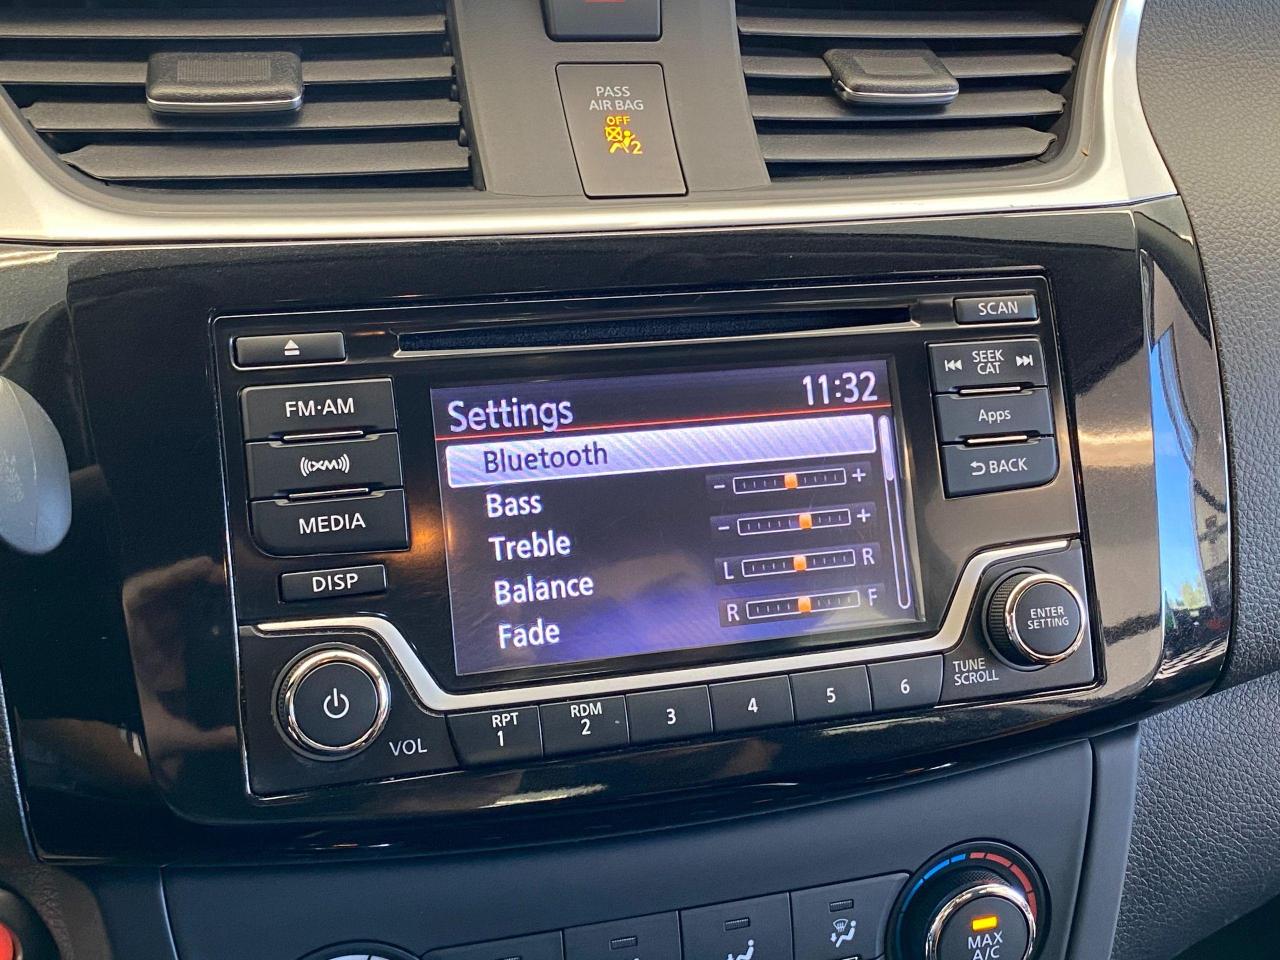 PASS
AIR BAG
OFF
2
SCAN
SEEK
CAT
Apps
BACK
FM·AM
XM
MEDIA
DISP
Settings 11:32
Bluetooth
Bass - +
Treble - +
Balance L R
Fade R F
VOL
RPT
1
RDM
2
3
4
5
6
TUNE
SCROLL
ENTER
SETTING
MAX
A/C